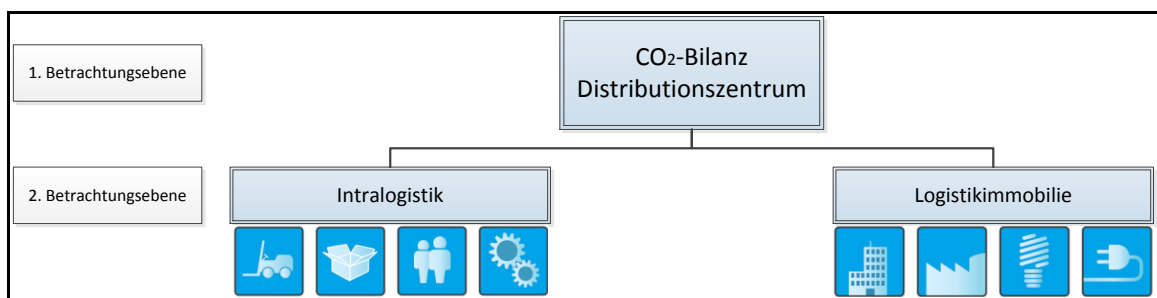 1. Betrachtungsebene
CO2-Bilanz
Distributionszentrum
2. Betrachtungsebene
Intralogistik
Logistikimmobilie